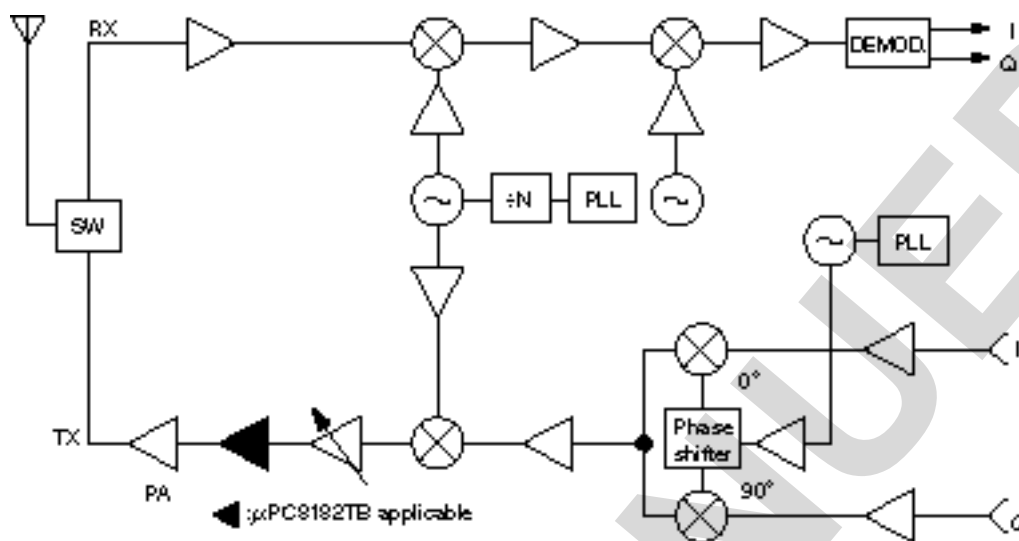 RX
DEMOD.
I
Q
SW
÷N
PLL
PLL
I
0°
Phase
shifter
TX
PA
90°
:µPC8182TB applicable
Q